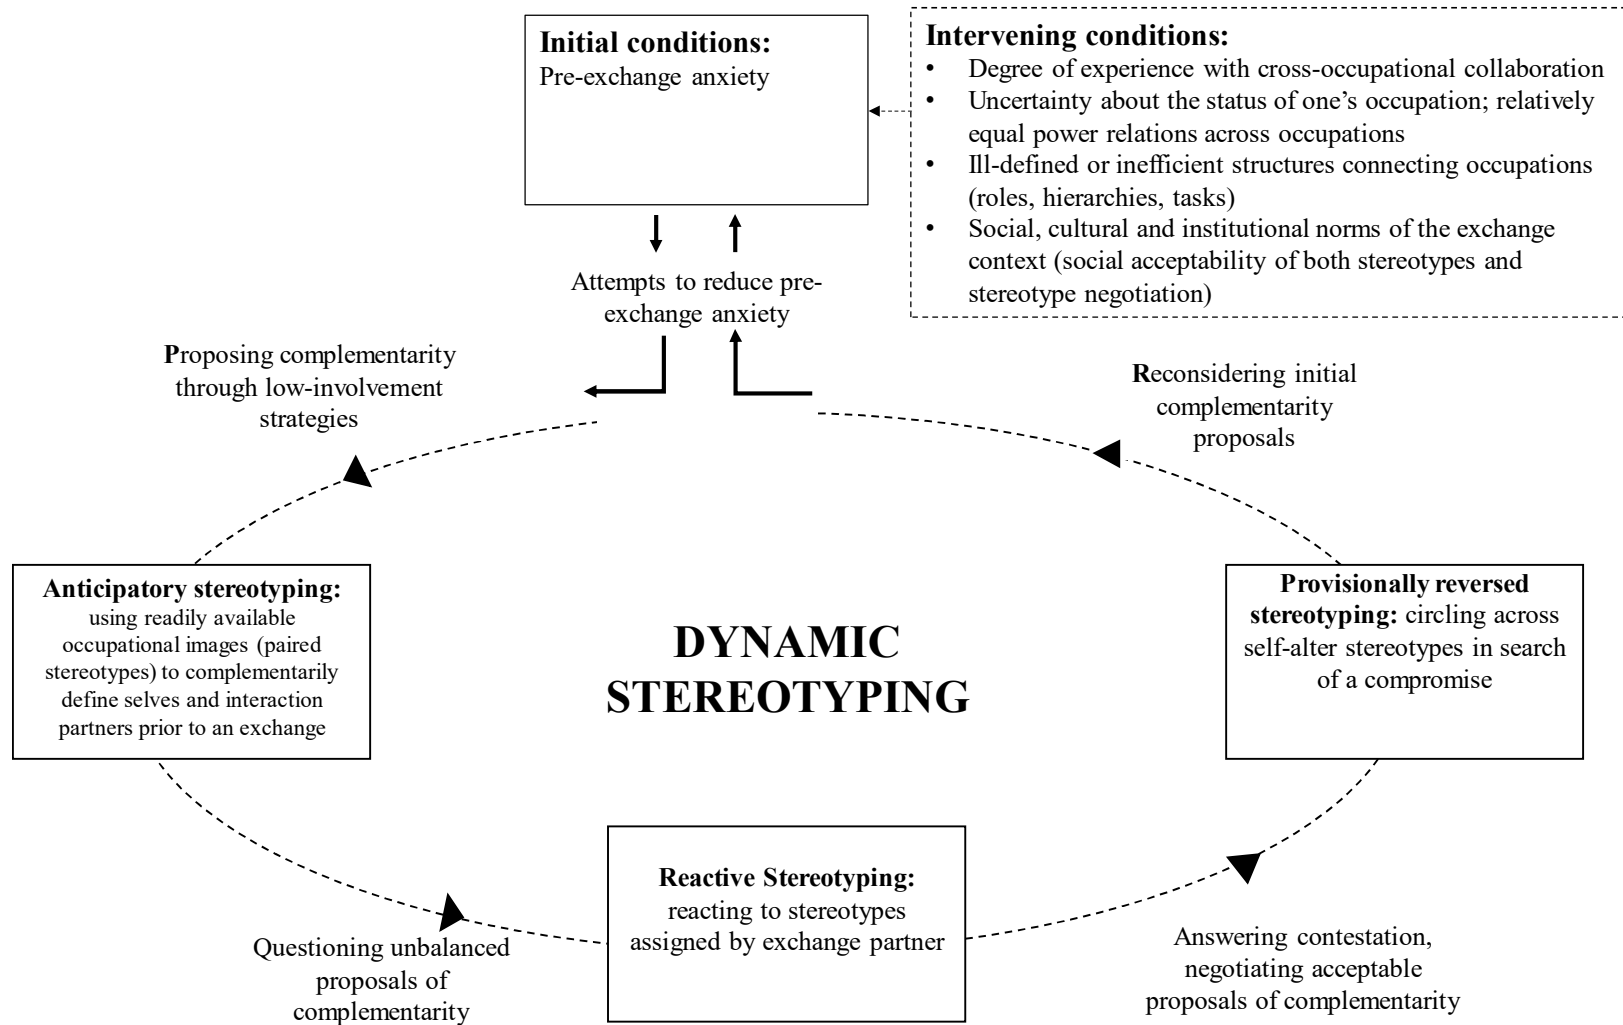 Initial conditions:
Pre-exchange anxiety
Intervening conditions:
• Degree of experience with cross-occupational collaboration
• Uncertainty about the status of one’s occupation; relatively
equal power relations across occupations
• Ill-defined or inefficient structures connecting occupations
(roles, hierarchies, tasks)
• Social, cultural and institutional norms of the exchange
context (social acceptability of both stereotypes and
stereotype negotiation)
Attempts to reduce pre-
exchange anxiety
Proposing complementarity
through low-involvement
strategies
Reconsidering initial
complementarity
proposals
Anticipatory stereotyping:
using readily available
occupational images (paired
stereotypes) to complementarily
define selves and interaction
partners prior to an exchange
DYNAMIC
STEREOTYPING
Provisionally reversed
stereotyping: circling across
self-alter stereotypes in search
of a compromise
Reactive Stereotyping:
reacting to stereotypes
assigned by exchange partner
Questioning unbalanced
proposals of
complementarity
Answering contestation,
negotiating acceptable
proposals of complementarity